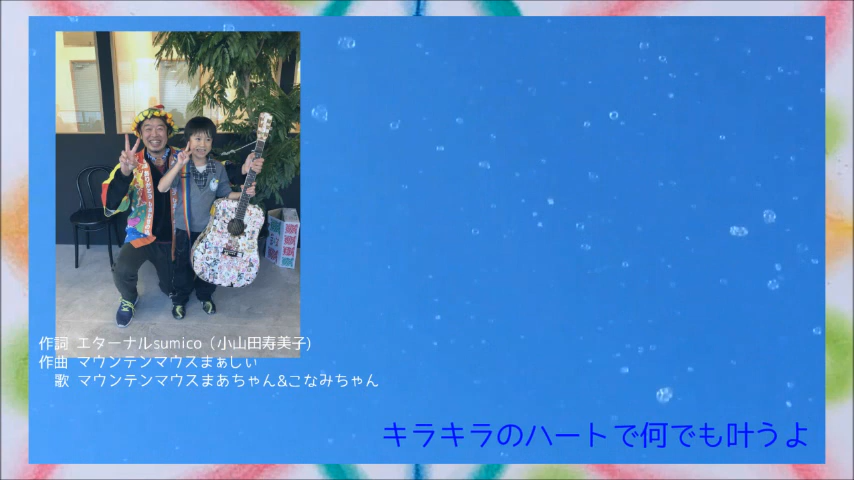 作詞 エターナルsumico(小山田寿美子)
作曲 マウンテンマウスまぁしぃ
歌 マウンテンマウスまあちゃん&こなみちゃん
キラキラのハートで何でも叶うよ